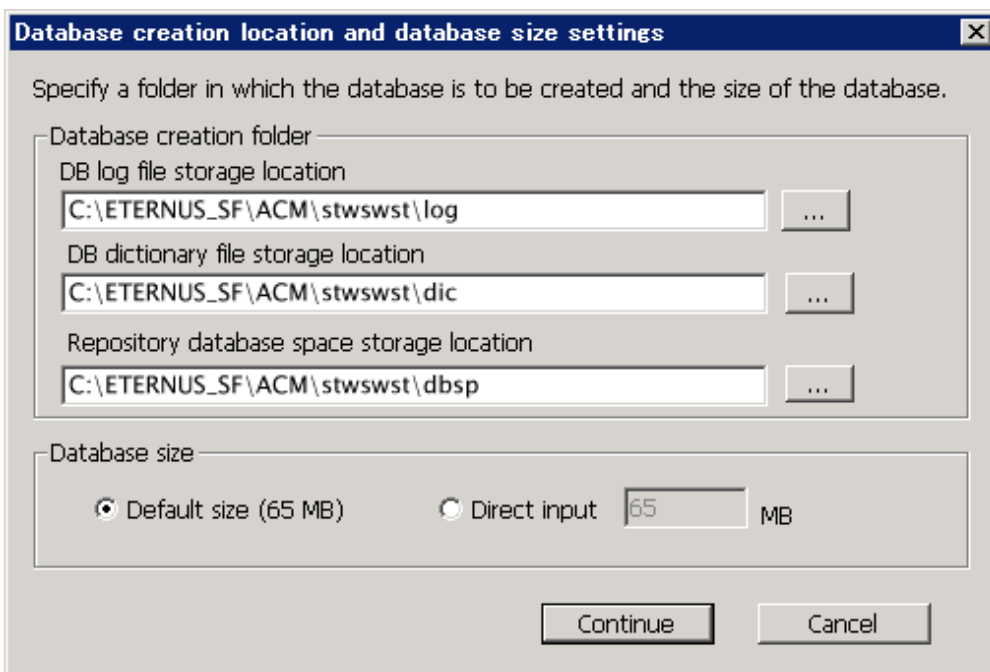 Database creation location and database size settings
Specify a folder in which the database is to be created and the size of the database.
Database creation folder
DB log file storage location
C:\ETERNUS_SF\ACM\stwswst\log
...
DB dictionary file storage location
C:\ETERNUS_SF\ACM\stwswst\dic
...
Repository database space storage location
C:\ETERNUS_SF\ACM\stwswst\dbsp
...
Database size
Default size (65 MB) Direct input 65 MB
Continue Cancel